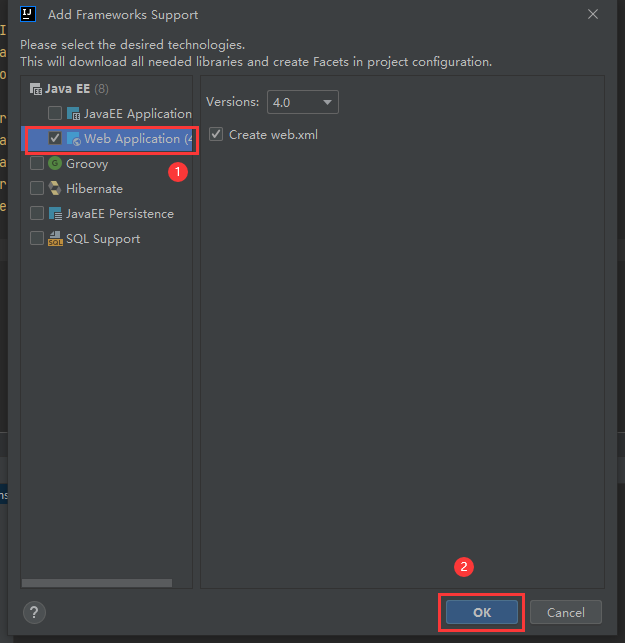 IJ Add Frameworks Support
Please select the desired technologies.
This will download all needed libraries and create Facets in project configuration.
Java EE (8)
JavaEE Application
Web Application (4
1
G Groovy
Hibernate
JavaEE Persistence
SQL SQL Support
Versions: 4.0
Create web.xml
2
? OK Cancel